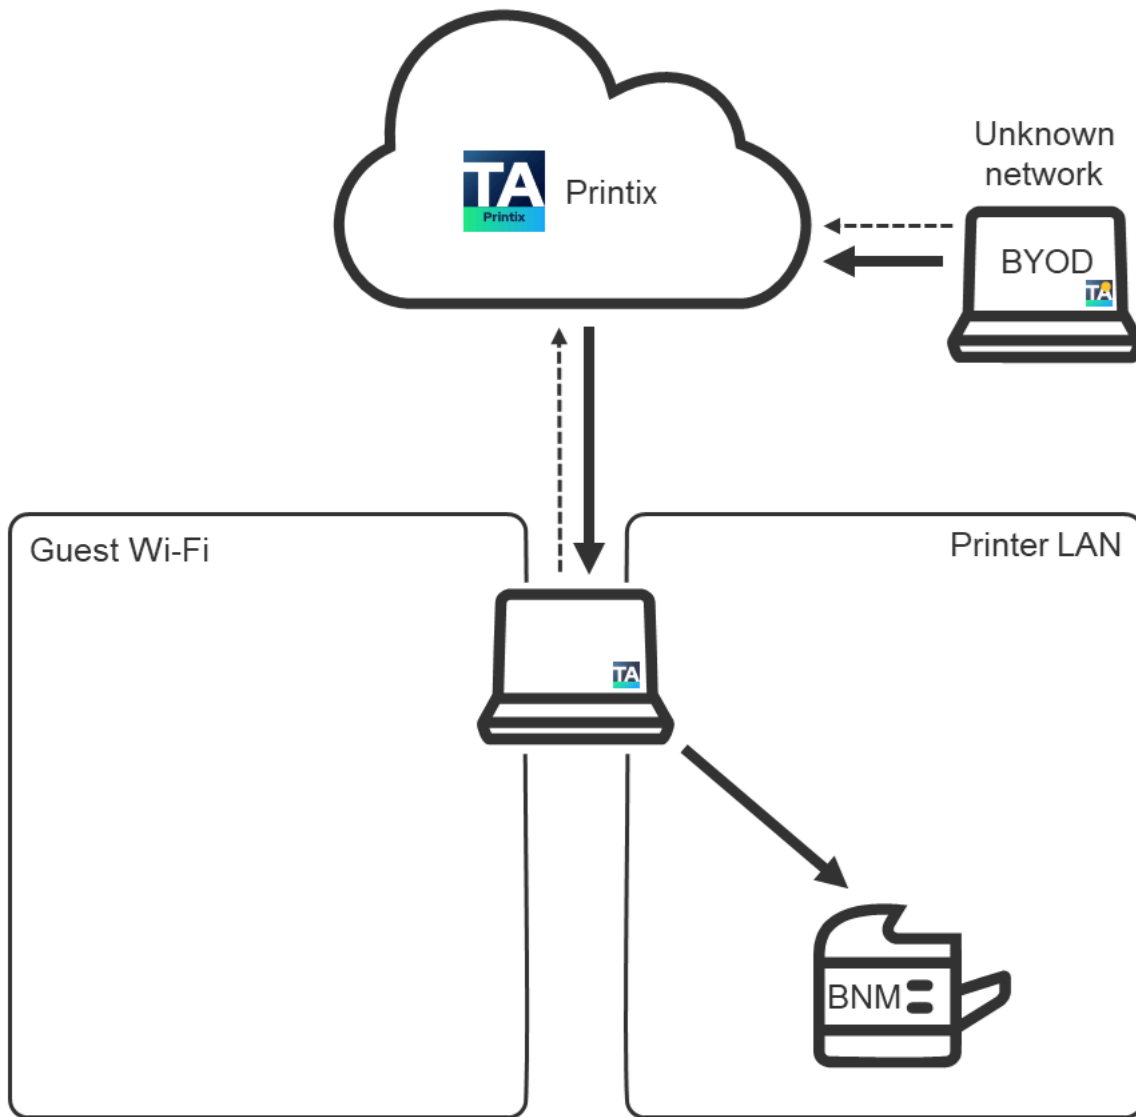 TA
Printix
Printix
Unknown
network
BYOD
TA
Guest Wi-Fi
Printer LAN
TA
BNM